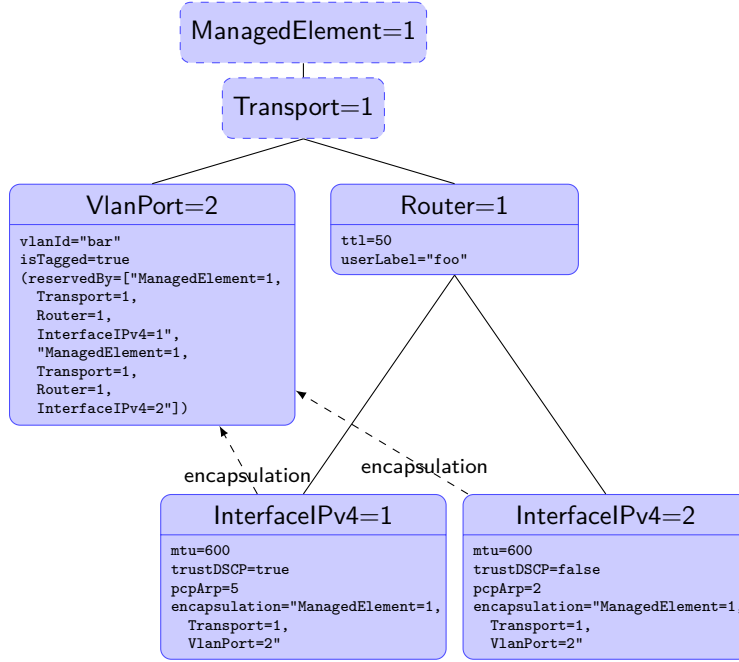 ManagedElement=1
Transport=1
VlanPort=2
vlanId="bar"
isTagged=true
(reservedBy=["ManagedElement=1,
Transport=1,
Router=1,
InterfaceIPv4=1",
"ManagedElement=1,
Transport=1,
Router=1,
InterfaceIPv4=2"])
Router=1
ttl=50
userLabel="foo"
encapsulation
encapsulation
InterfaceIPv4=1
mtu=600
trustDSCP=true
pcpArp=5
encapsulation="ManagedElement=1,
Transport=1,
VlanPort=2"
InterfaceIPv4=2
mtu=600
trustDSCP=false
pcpArp=2
encapsulation="ManagedElement=1,
Transport=1,
VlanPort=2"